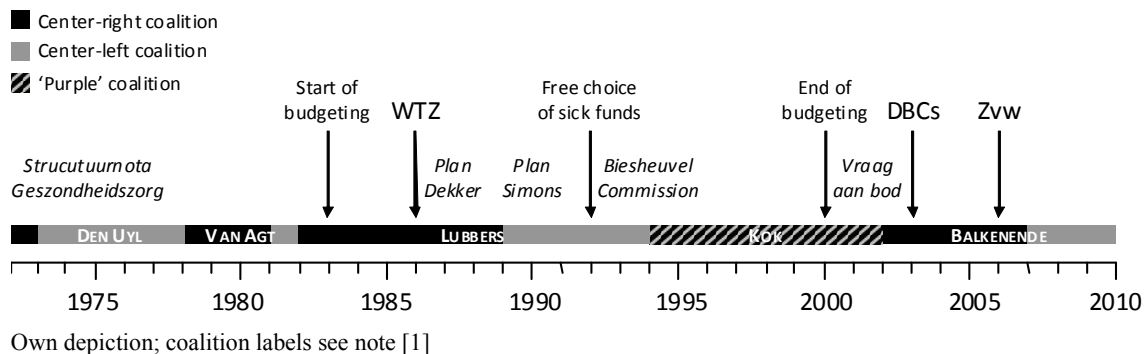 Center-right coalition
Center-left coalition
'Purple' coalition
Start of
budgeting
WTZ
Free choice
of sick funds
End of
budgeting
DBCs
Zvw
Strucutuurnota
Geszondheidszorg
Plan
Dekker
Plan
Simons
Biesheuvel
Commission
Vraag
aan bod
DEN UYL
VAN AGT
LUBBERS
KOK
BALKENENDE
1975 1980 1985 1990 1995 2000 2005 2010
Own depiction; coalition labels see note [1]